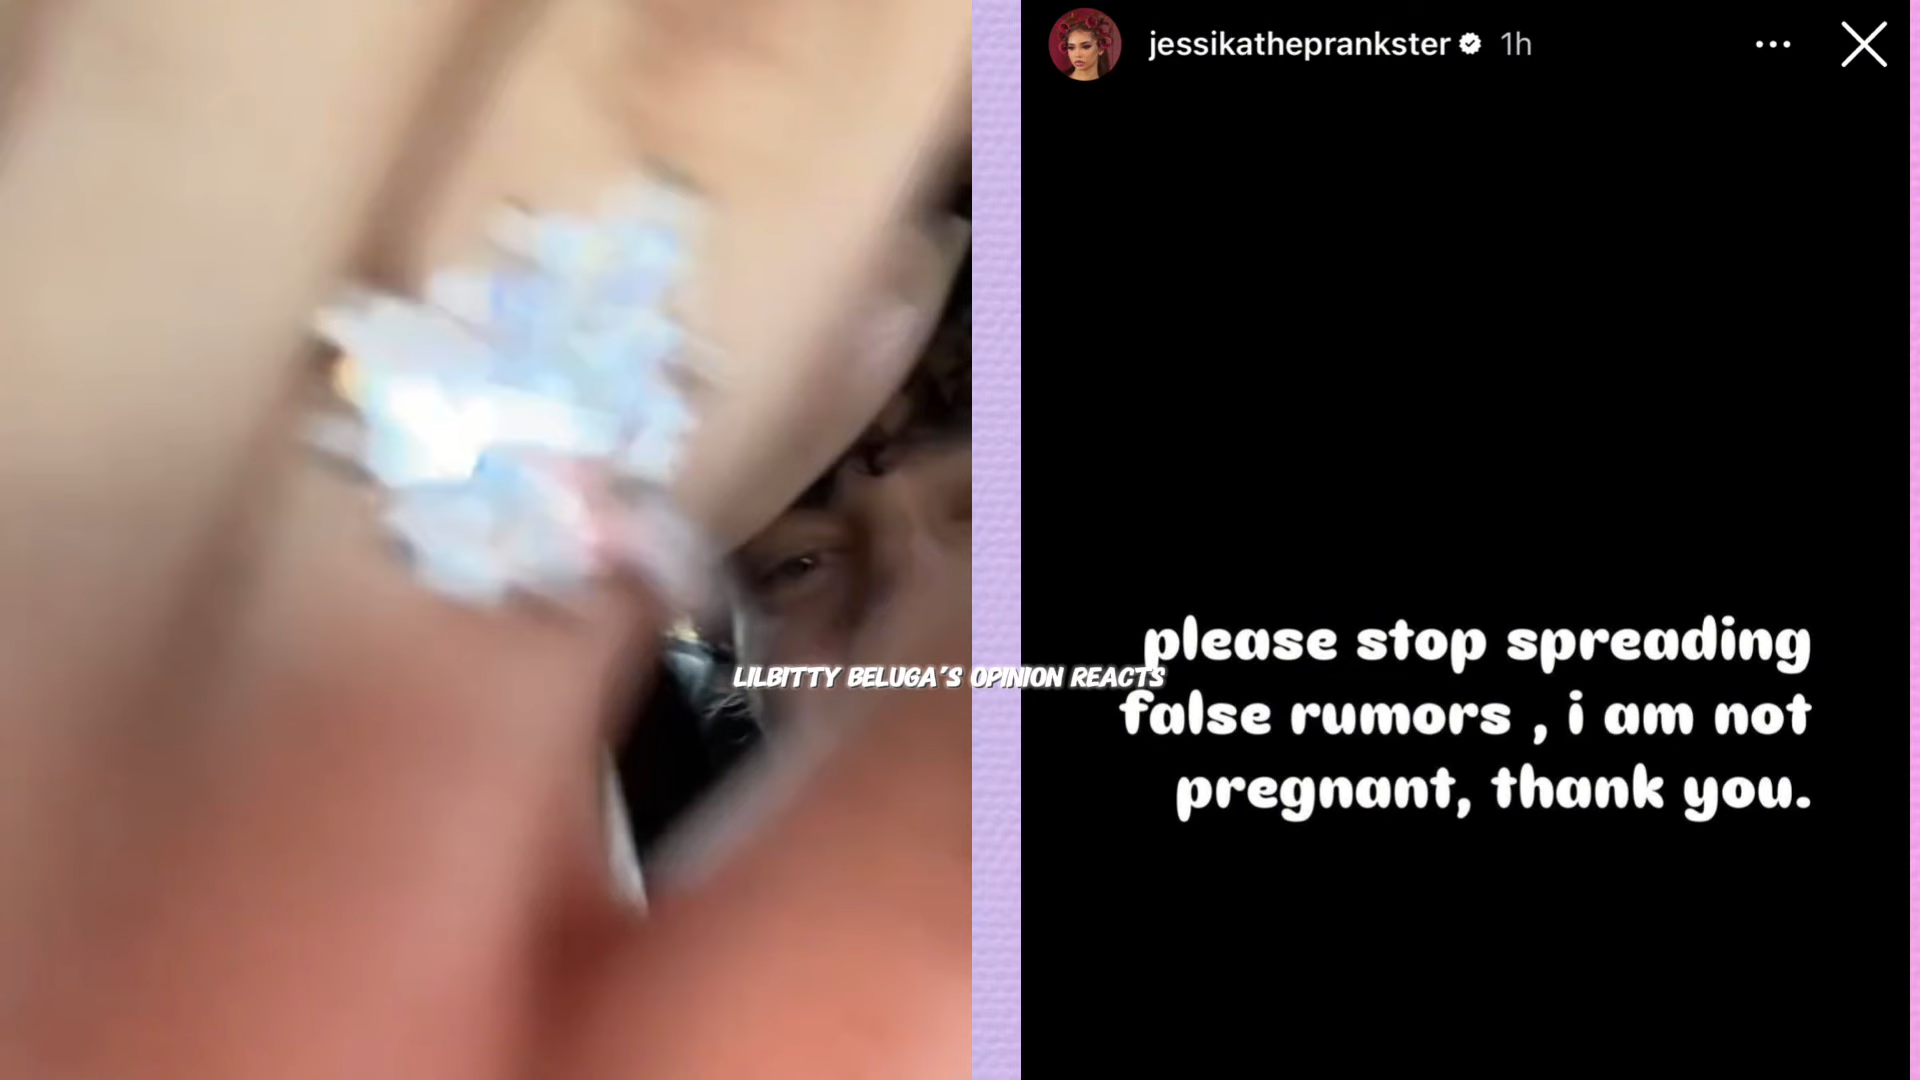 jessikatheprankster 1h
LILBITTY BELUGA'S OPINION REACTS
please stop spreading
false rumors , i am not
pregnant, thank you.